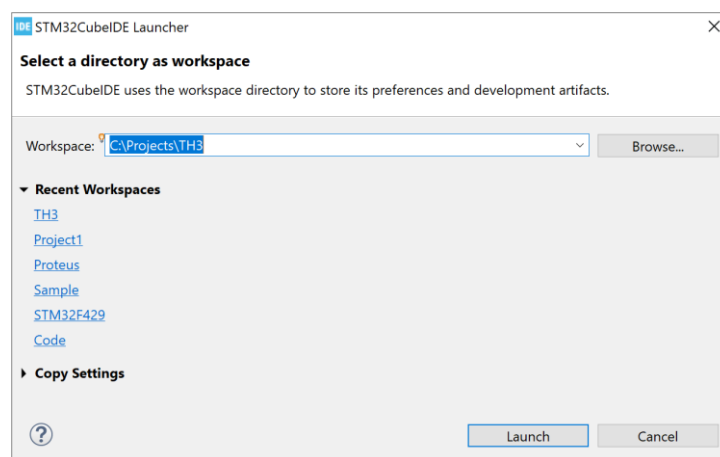 IDE STM32CubeIDE Launcher
Select a directory as workspace
STM32CubeIDE uses the workspace directory to store its preferences and development artifacts.
Workspace: C:\Projects\TH3 Browse...
Recent Workspaces
TH3
Project1
Proteus
Sample
STM32F429
Code
Copy Settings
? Launch Cancel